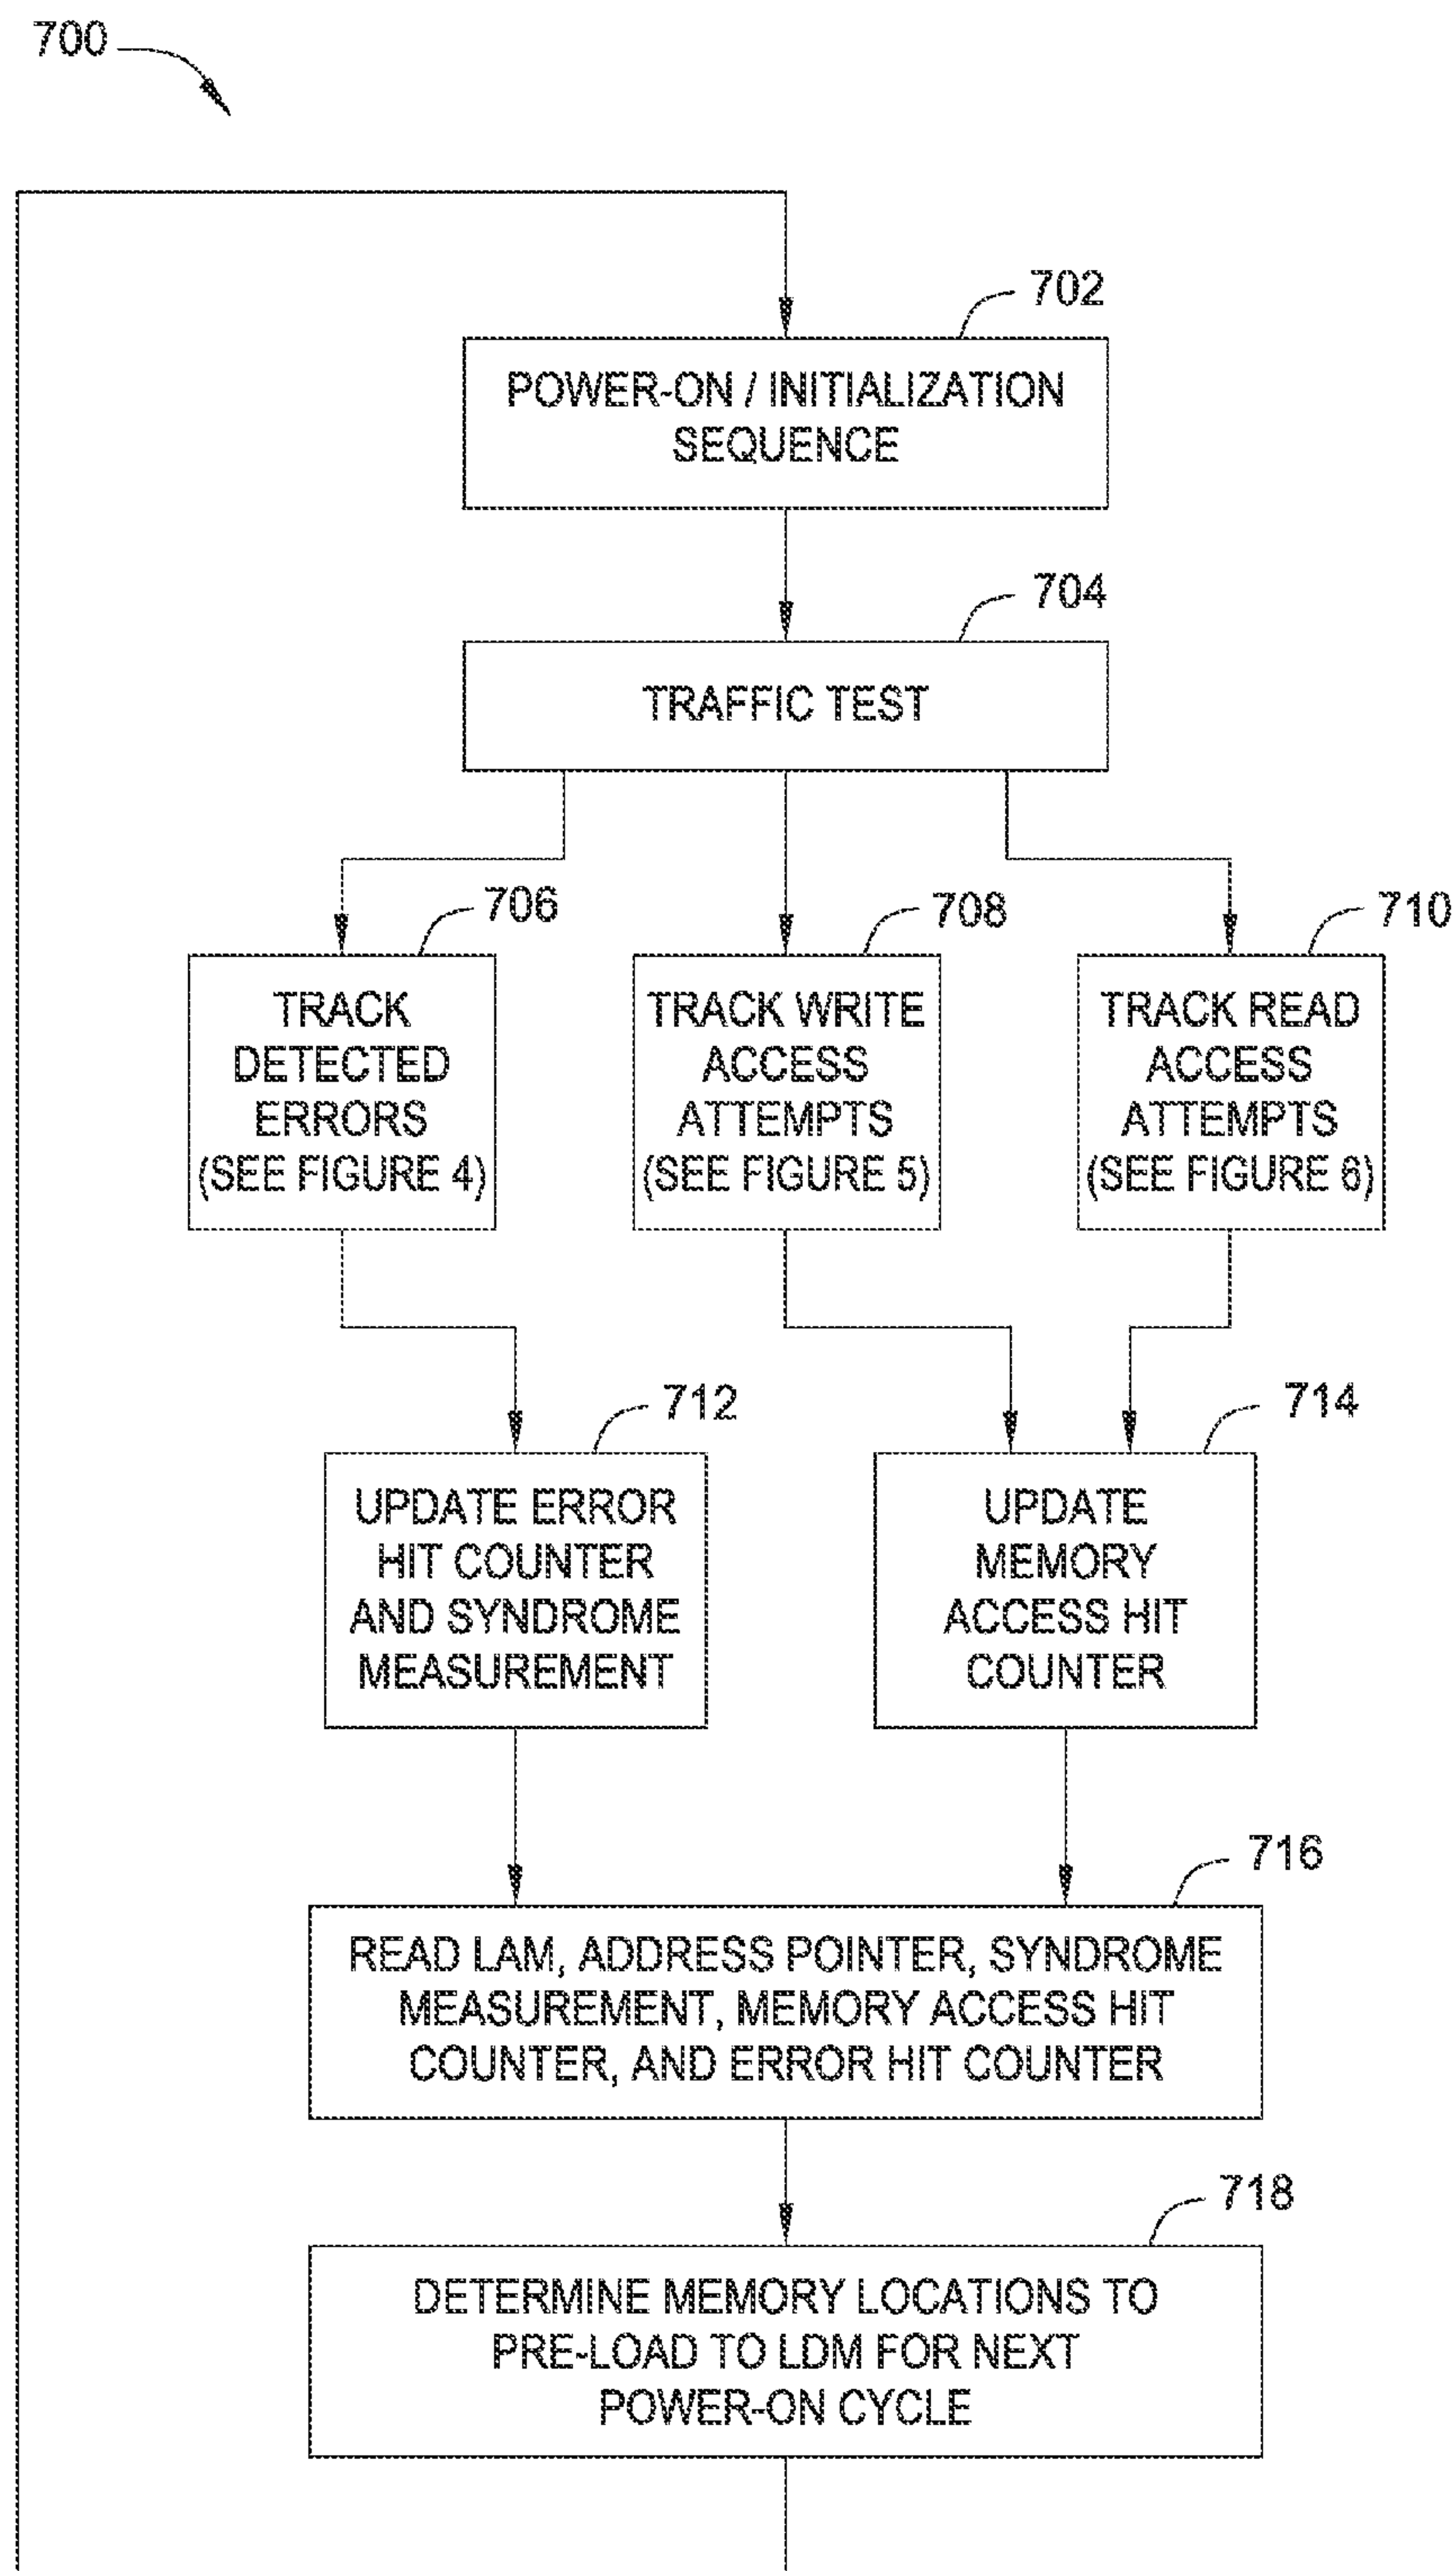 700
702
POWER-ON / INITIALIZATION
SEQUENCE
704
TRAFFIC TEST
706
TRACK
DETECTED
ERRORS
(SEE FIGURE 4)
708
TRACK WRITE
ACCESS
ATTEMPTS
(SEE FIGURE 5)
710
TRACK READ
ACCESS
ATTEMPTS
(SEE FIGURE 6)
712
UPDATE ERROR
HIT COUNTER
AND SYNDROME
MEASUREMENT
714
UPDATE
MEMORY
ACCESS HIT
COUNTER
716
READ LAM, ADDRESS POINTER, SYNDROME
MEASUREMENT, MEMORY ACCESS HIT
COUNTER, AND ERROR HIT COUNTER
718
DETERMINE MEMORY LOCATIONS TO
PRE-LOAD TO LDM FOR NEXT
POWER-ON CYCLE